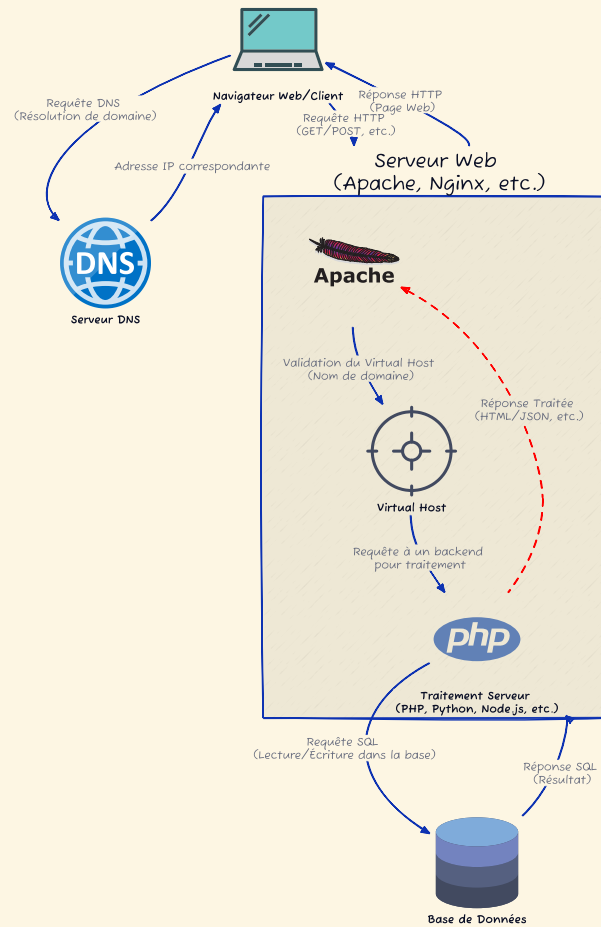 Navigateur Web/Client
Requête DNS
(Résolution de domaine)
Réponse HTTP
(Page Web)
Requête HTTP
(GET/POST, etc.)
Adresse IP correspondante
Serveur Web
(Apache, Nginx, etc.)
DNS
Serveur DNS
Apache
Validation du Virtual Host
(Nom de domaine)
Réponse Traitée
(HTML/JSON, etc.)
Virtual Host
Requête à un backend
pour traitement
php
Traitement Serveur
(PHP, Python, Node.js, etc.)
Requête SQL
(Lecture/Écriture dans la base)
Réponse SQL
(Résultat)
Base de Données